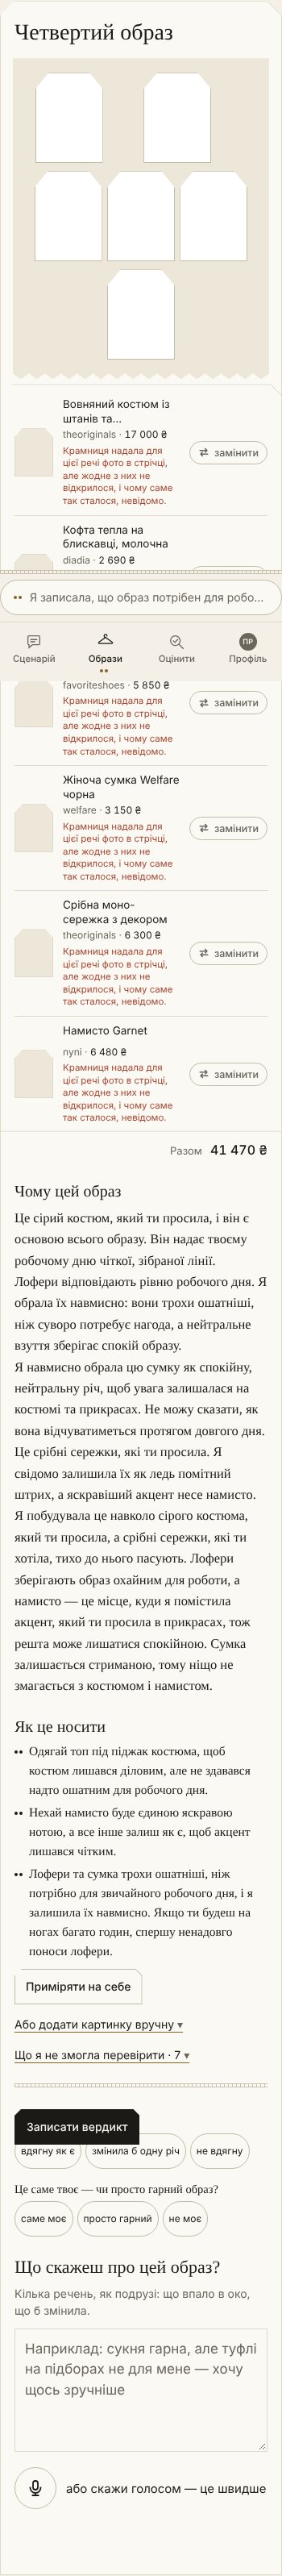 Четвертий образ
Вовняний костюм із
штанів та...
theoriginals · 17 000 ₴
Крамниця надала для
цієї речі фото в стрічці,
але жодне з них не
відкрилося, і чому саме
так сталося, невідомо.
замінити
Кофта тепла на
блискавці, молочна
diadia · 2 690 ₴
Я записала, що образ потрібен для робо...
Сценарій
Образи
Оцінити
ПР
Профіль
favoriteshoes · 5 850 ₴
Крамниця надала для
цієї речі фото в стрічці,
але жодне з них не
відкрилося, і чому саме
так сталося, невідомо.
замінити
Жіноча сумка Welfare
чорна
welfare · 3 150 ₴
Крамниця надала для
цієї речі фото в стрічці,
але жодне з них не
відкрилося, і чому саме
так сталося, невідомо.
замінити
Срібна моно-
сережка з декором
theoriginals · 6 300 ₴
Крамниця надала для
цієї речі фото в стрічці,
але жодне з них не
відкрилося, і чому саме
так сталося, невідомо.
замінити
Намисто Garnet
nyni · 6 480 ₴
Крамниця надала для
цієї речі фото в стрічці,
але жодне з них не
відкрилося, і чому саме
так сталося, невідомо.
замінити
Разом 41 470 ₴
Чому цей образ
Це сірий костюм, який ти просила, і він є
основою всього образу. Він надає твоєму
робочому дню чіткої, зібраної лінії.
Лофери відповідають рівню робочого дня. Я
обрала їх навмисно: вони трохи ошатніші,
ніж суворо потребує нагода, а нейтральне
взуття зберігає спокій образу.
Я навмисно обрала цю сумку як спокійну,
нейтральну річ, щоб увага залишалася на
костюмі та прикрасах. Не можу сказати, як
вона відчуватиметься протягом довгого дня.
Це срібні сережки, які ти просила. Я
свідомо залишила їх як ледь помітний
штрих, а яскравіший акцент несе намисто.
Я побудувала це навколо сірого костюма,
який ти просила, а срібні сережки, які ти
хотіла, тихо до нього пасують. Лофери
зберігають образ охайним для роботи, а
намисто — це місце, куди я помістила
акцент, який ти просила в прикрасах, тож
решта може лишатися спокійною. Сумка
залишається стриманою, тому ніщо не
змагається з костюмом і намистом.
Як це носити
Одягай топ під піджак костюма, щоб
костюм лишався діловим, але не здавався
надто ошатним для робочого дня.
Нехай намисто буде єдиною яскравою
нотою, а все інше залиш як є, щоб акцент
лишався чітким.
Лофери та сумка трохи ошатніші, ніж
потрібно для звичайного робочого дня, і я
залишила їх навмисно. Якщо ти будеш на
ногах багато годин, спершу ненадовго
поноси лофери.
Приміряти на себе
Або додати картинку вручну ▾
Що я не змогла перевірити · 7 ▾
Записати вердикт
вдягну як є
змінила б одну річ
не вдягну
Це саме твоє — чи просто гарний образ?
саме моє
просто гарний
не моє
Що скажеш про цей образ?
Кілька речень, як подрузі: що впало в око,
що б змінила.
Наприклад: сукня гарна, але туфлі
на підборах не для мене — хочу
щось зручніше
або скажи голосом — це швидше